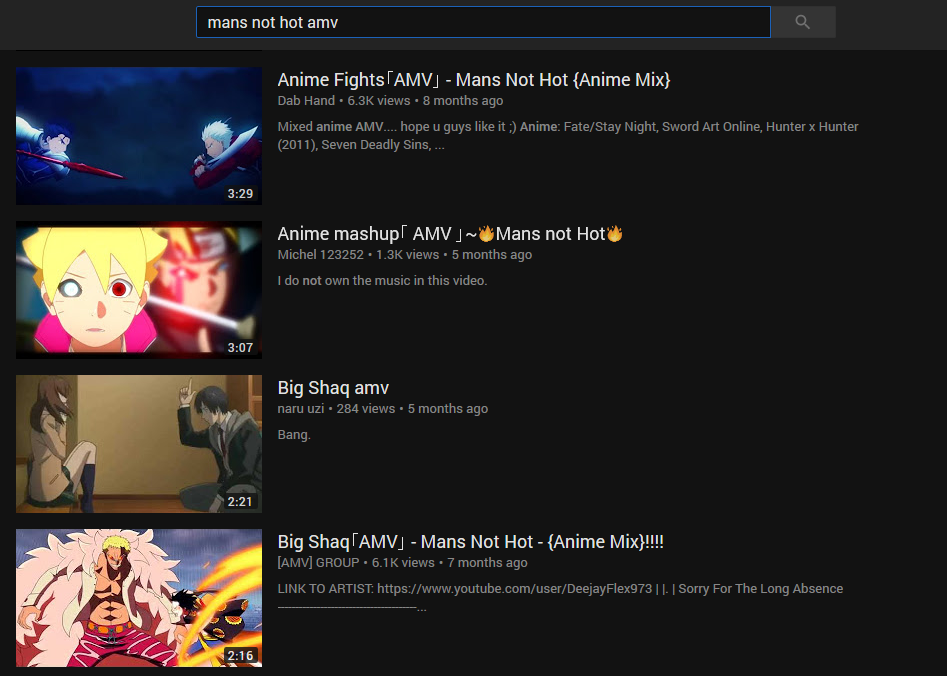 mans not hot amv
Anime Fights「AMV」 - Mans Not Hot {Anime Mix}
Dab Hand • 6.3K views • 8 months ago
Mixed anime AMV.... hope u guys like it ;) Anime: Fate/Stay Night, Sword Art Online, Hunter x Hunter
(2011), Seven Deadly Sins, ...
3:29
Anime mashup「 AMV 」~🔥Mans not Hot🔥
Michel 123252 • 1.3K views • 5 months ago
I do not own the music in this video.
3:07
Big Shaq amv
naru uzi • 284 views • 5 months ago
Bang.
2:21
Big Shaq「AMV」 - Mans Not Hot - {Anime Mix}!!!!
[AMV] GROUP • 6.1K views • 7 months ago
LINK TO ARTIST: https://www.youtube.com/user/DeejayFlex973 | |. | Sorry For The Long Absence
-----------------------------------------------...
2:16